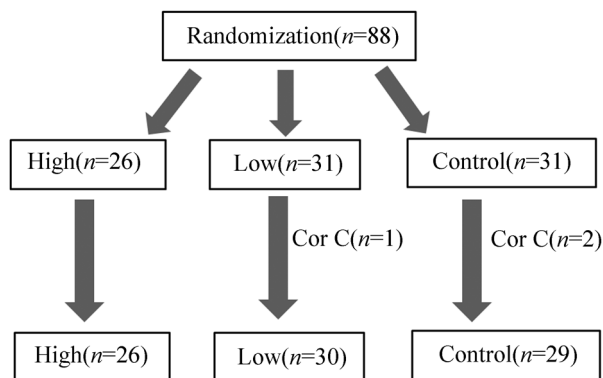 Randomization(n=88)
High(n=26)
Low(n=31)
Control(n=31)
Cor C(n=1)
Cor C(n=2)
High(n=26)
Low(n=30)
Control(n=29)